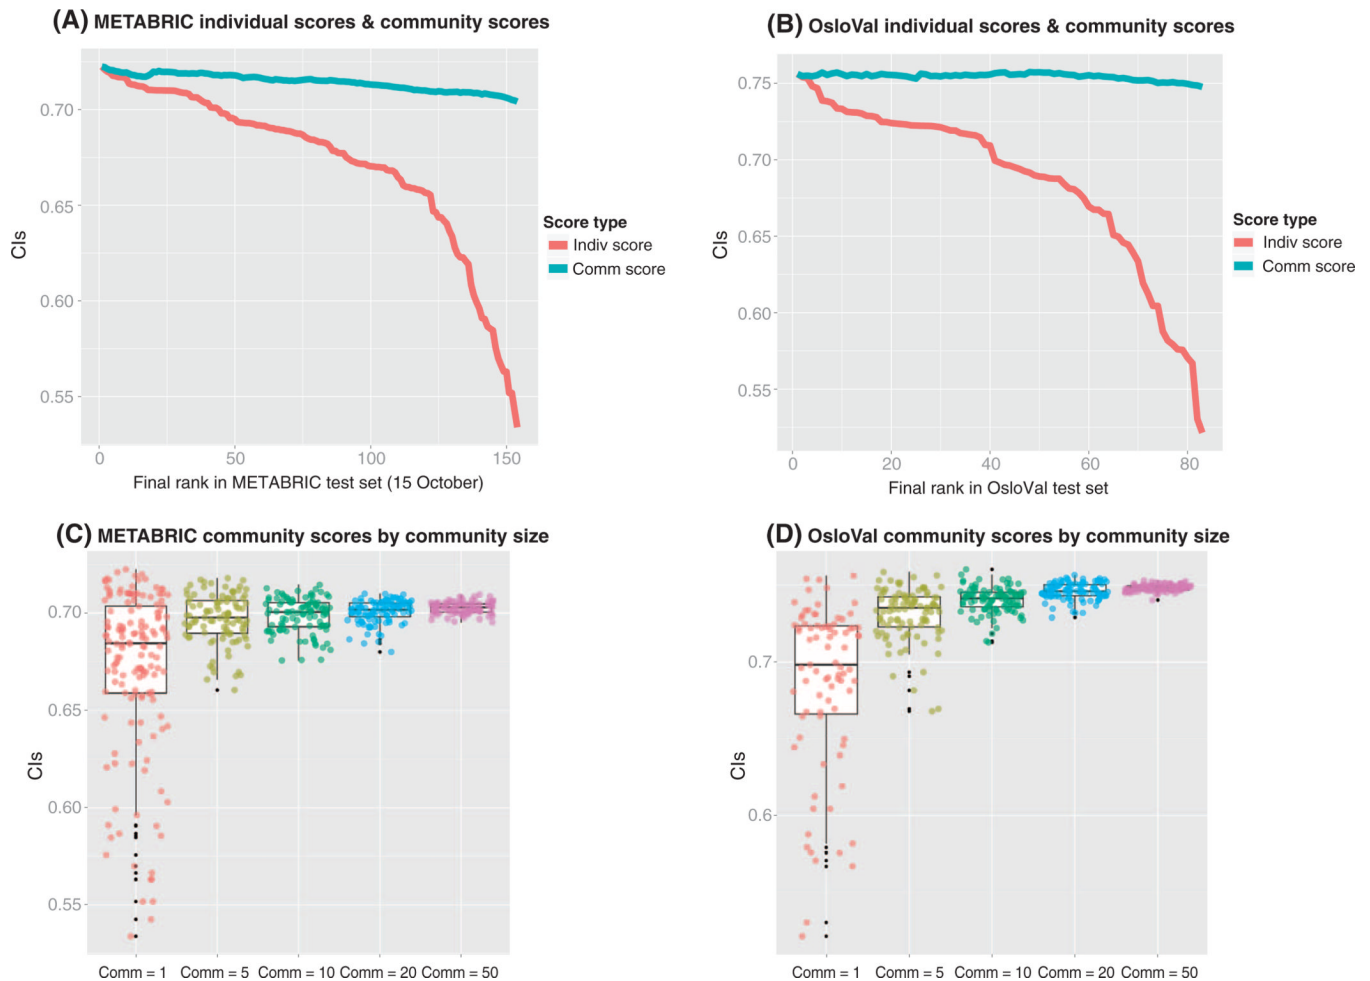 (A) METABRIC individual scores & community scores
0.70
0.65
0.60
0.55
CIs
0
50
100
150
Final rank in METABRIC test set (15 October)
Score type
Indiv score
Comm score
(B) OsloVal individual scores & community scores
0.75
0.70
0.65
0.60
0.55
CIs
0
20
40
60
80
Final rank in OsloVal test set
Score type
Indiv score
Comm score
(C) METABRIC community scores by community size
0.70
0.65
0.60
0.55
CIs
Comm = 1
Comm = 5
Comm = 10
Comm = 20
Comm = 50
(D) OsloVal community scores by community size
0.7
0.6
CIs
Comm = 1
Comm = 5
Comm = 10
Comm = 20
Comm = 50